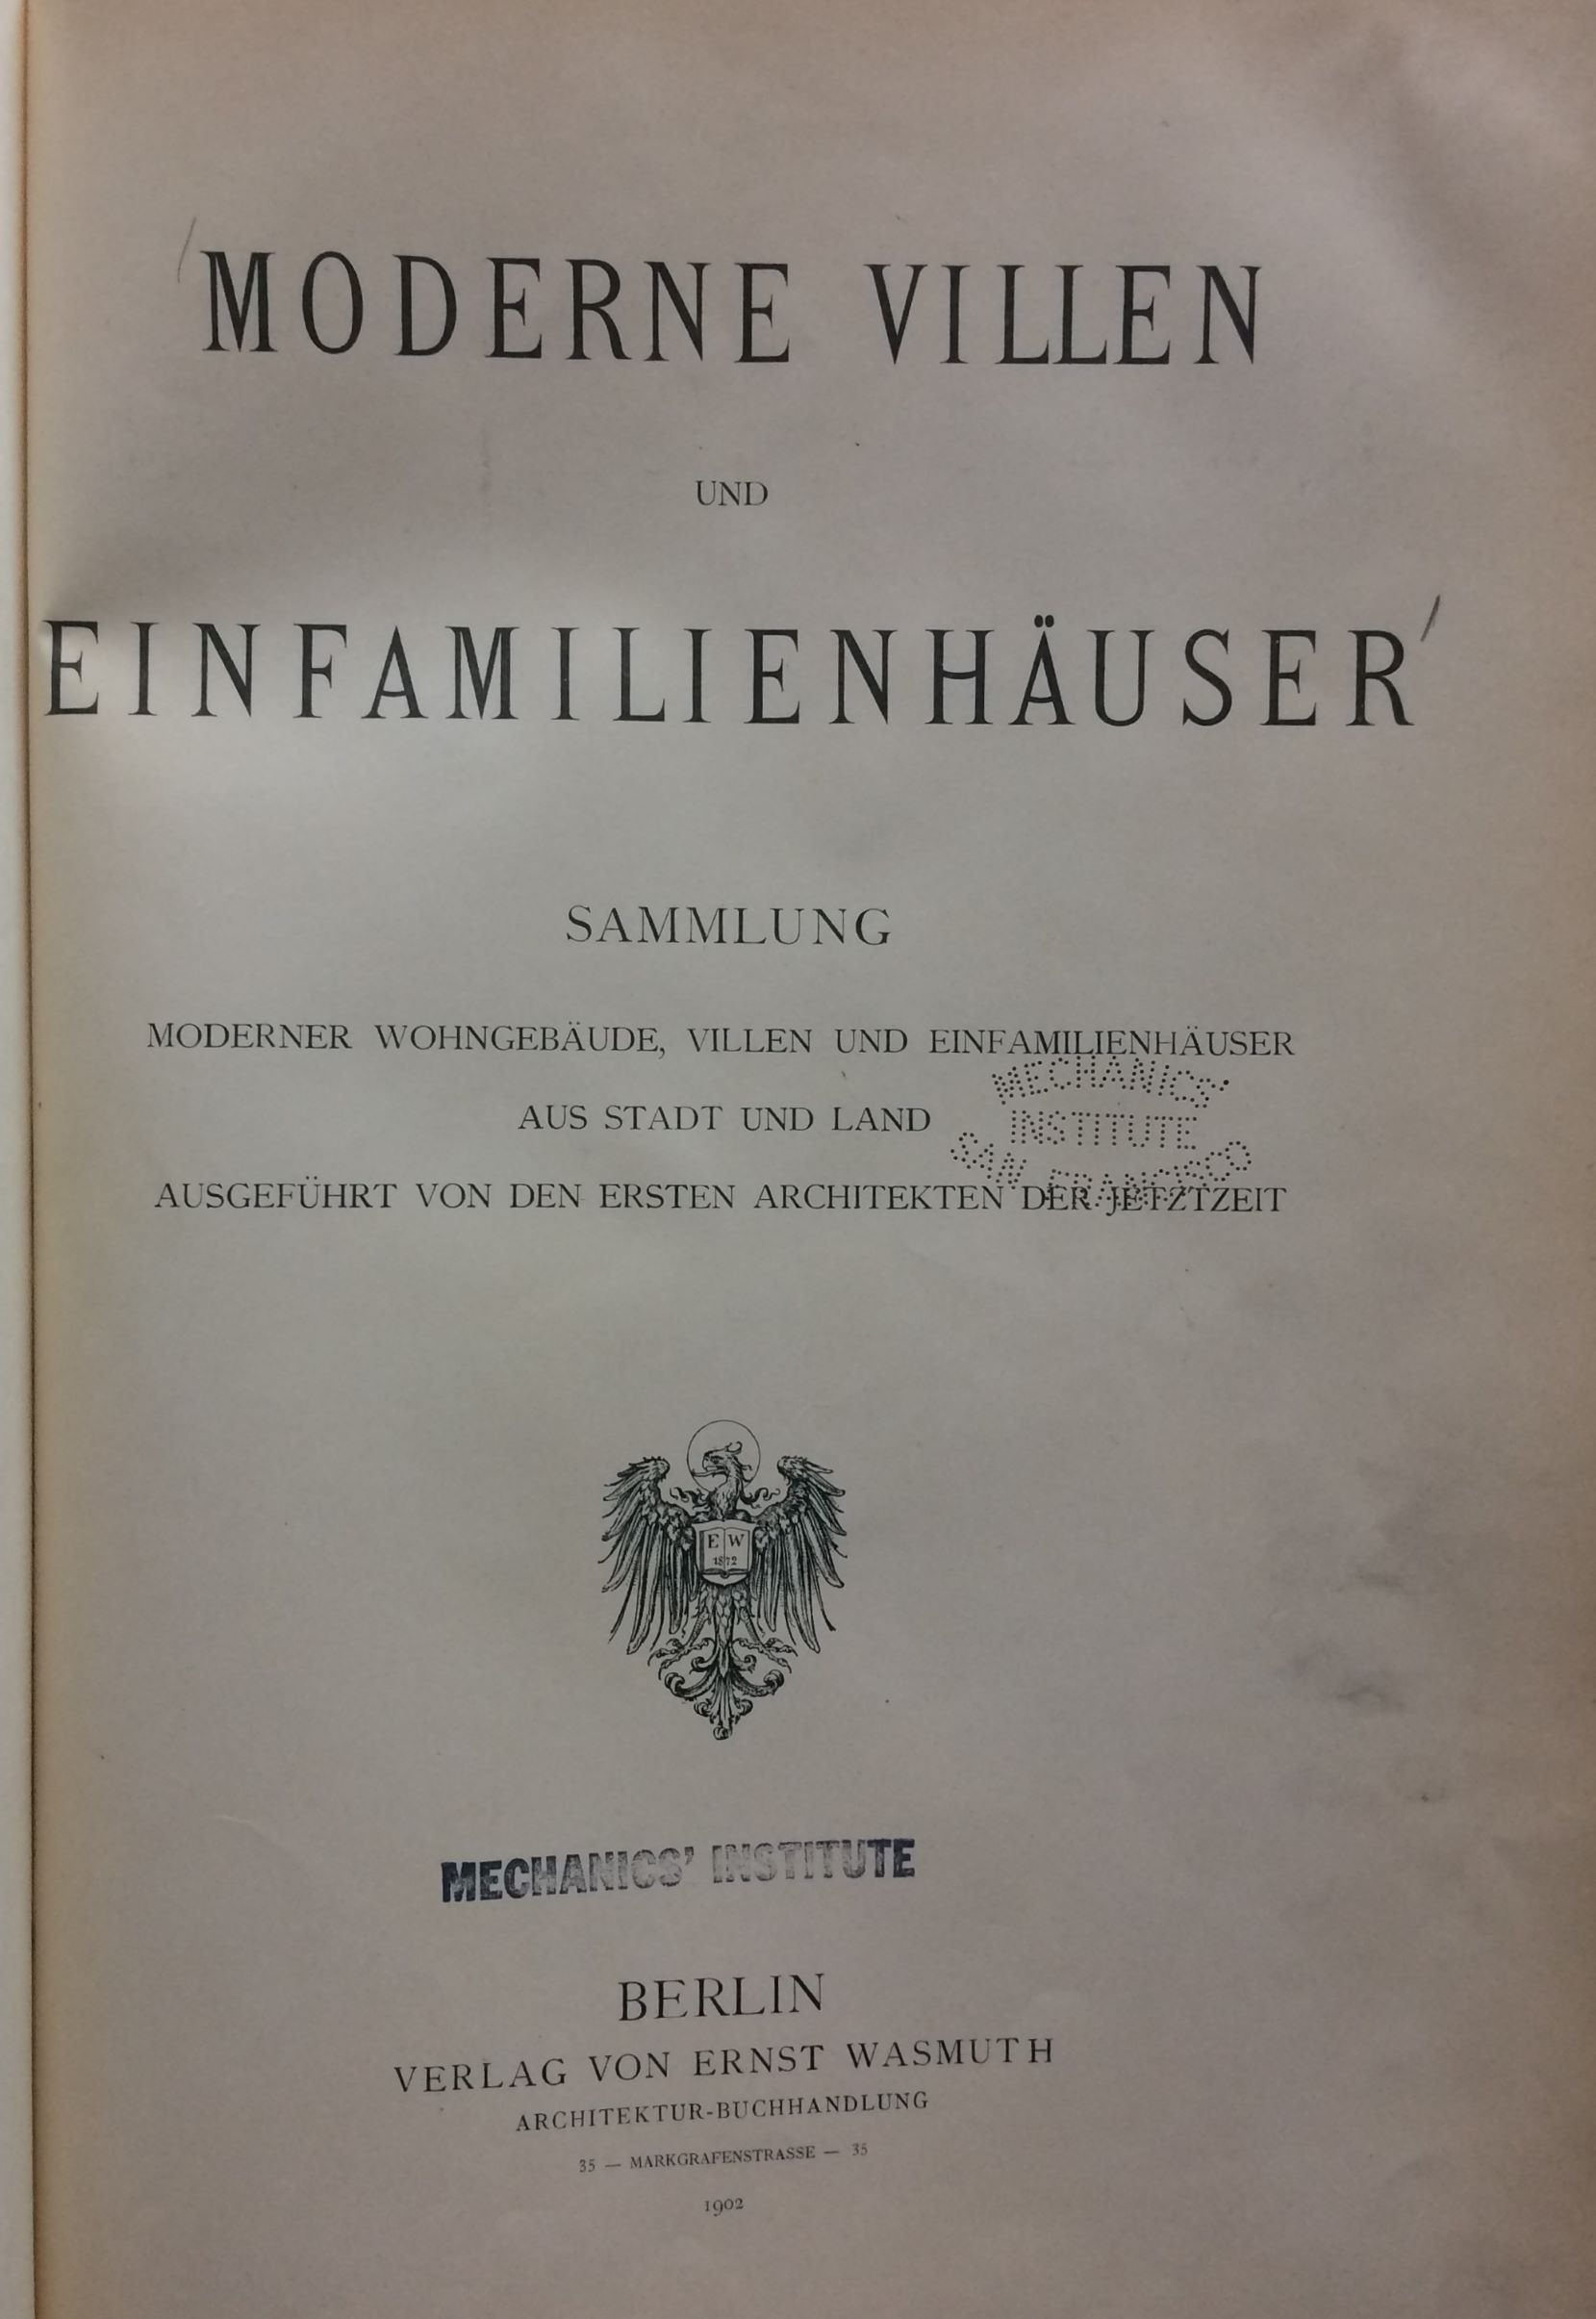 MODERNE VILLEN
UND
EINFAMILIENHÄUSER
SAMMLUNG
MODERNER WOHNGEBÄUDE, VILLEN UND EINFAMILIENHÄUSER
AUS STADT UND LAND
AUSGEFÜHRT VON DEN ERSTEN ARCHITEKTEN DER JETZTZEIT
MECHANICS'
INSTITUTE
SAN FRANCISCO
E W
1872
MECHANICS' INSTITUTE
BERLIN
VERLAG VON ERNST WASMUTH
ARCHITEKTUR-BUCHHANDLUNG
35 — MARKGRAFENSTRASSE — 35
1902